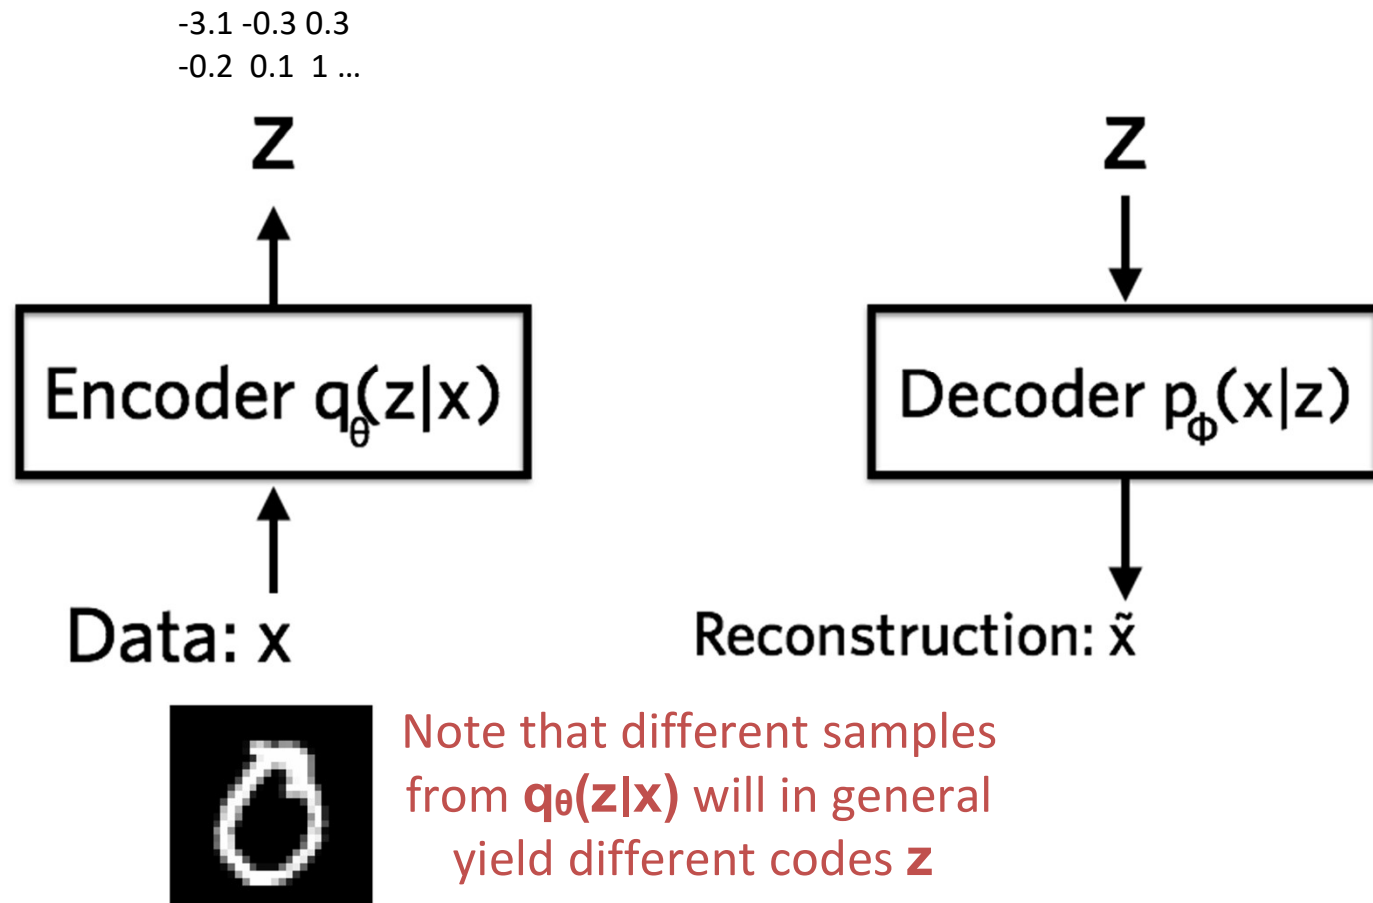 -3.1 -0.3 0.3
-0.2 0.1 1 ...
z
z
Encoder qθ(z|x)
Decoder pΦ(x|z)
Data: x
Reconstruction: x̃
Note that different samples
from qθ(z|x) will in general
yield different codes z